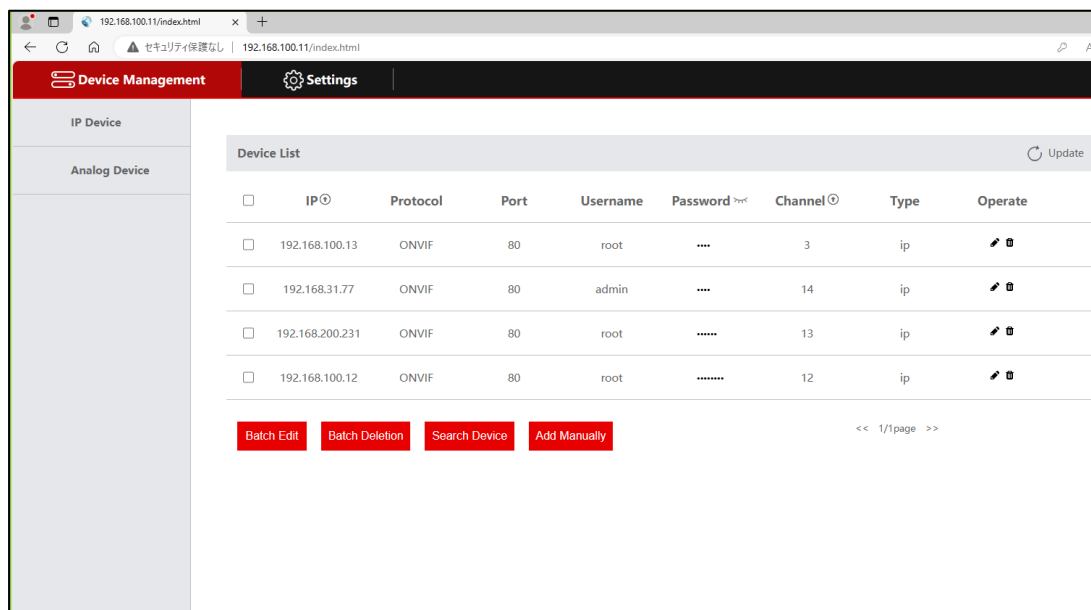 192.168.100.11/index.html
セキュリティ保護なし | 192.168.100.11/index.html
Device Management Settings
IP Device
Analog Device
Device List Update
IP Protocol Port Username Password Channel Type Operate
192.168.100.13 ONVIF 80 root •••• 3 ip
192.168.31.77 ONVIF 80 admin •••• 14 ip
192.168.200.231 ONVIF 80 root •••••• 13 ip
192.168.100.12 ONVIF 80 root •••••••• 12 ip
Batch Edit Batch Deletion Search Device Add Manually << 1/1page >>